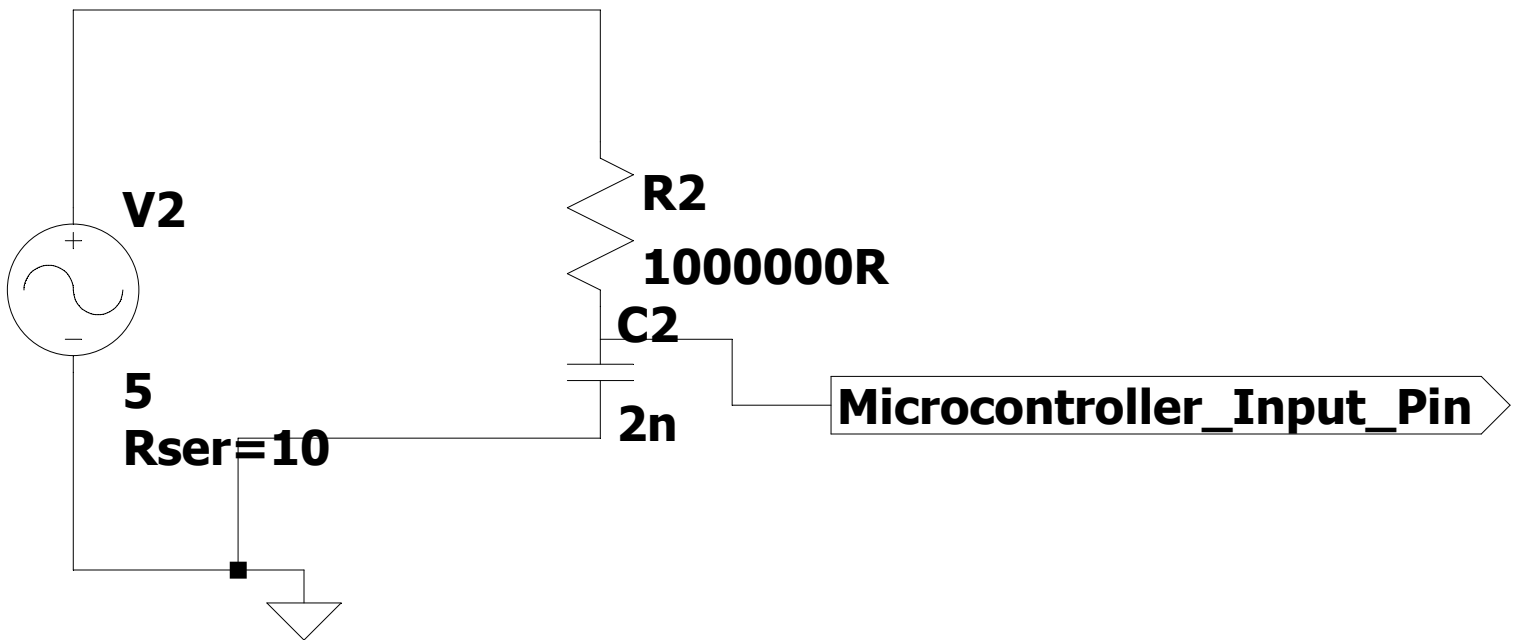 V2
5
Rser=10
R2
1000000R
C2
2n
Microcontroller_Input_Pin